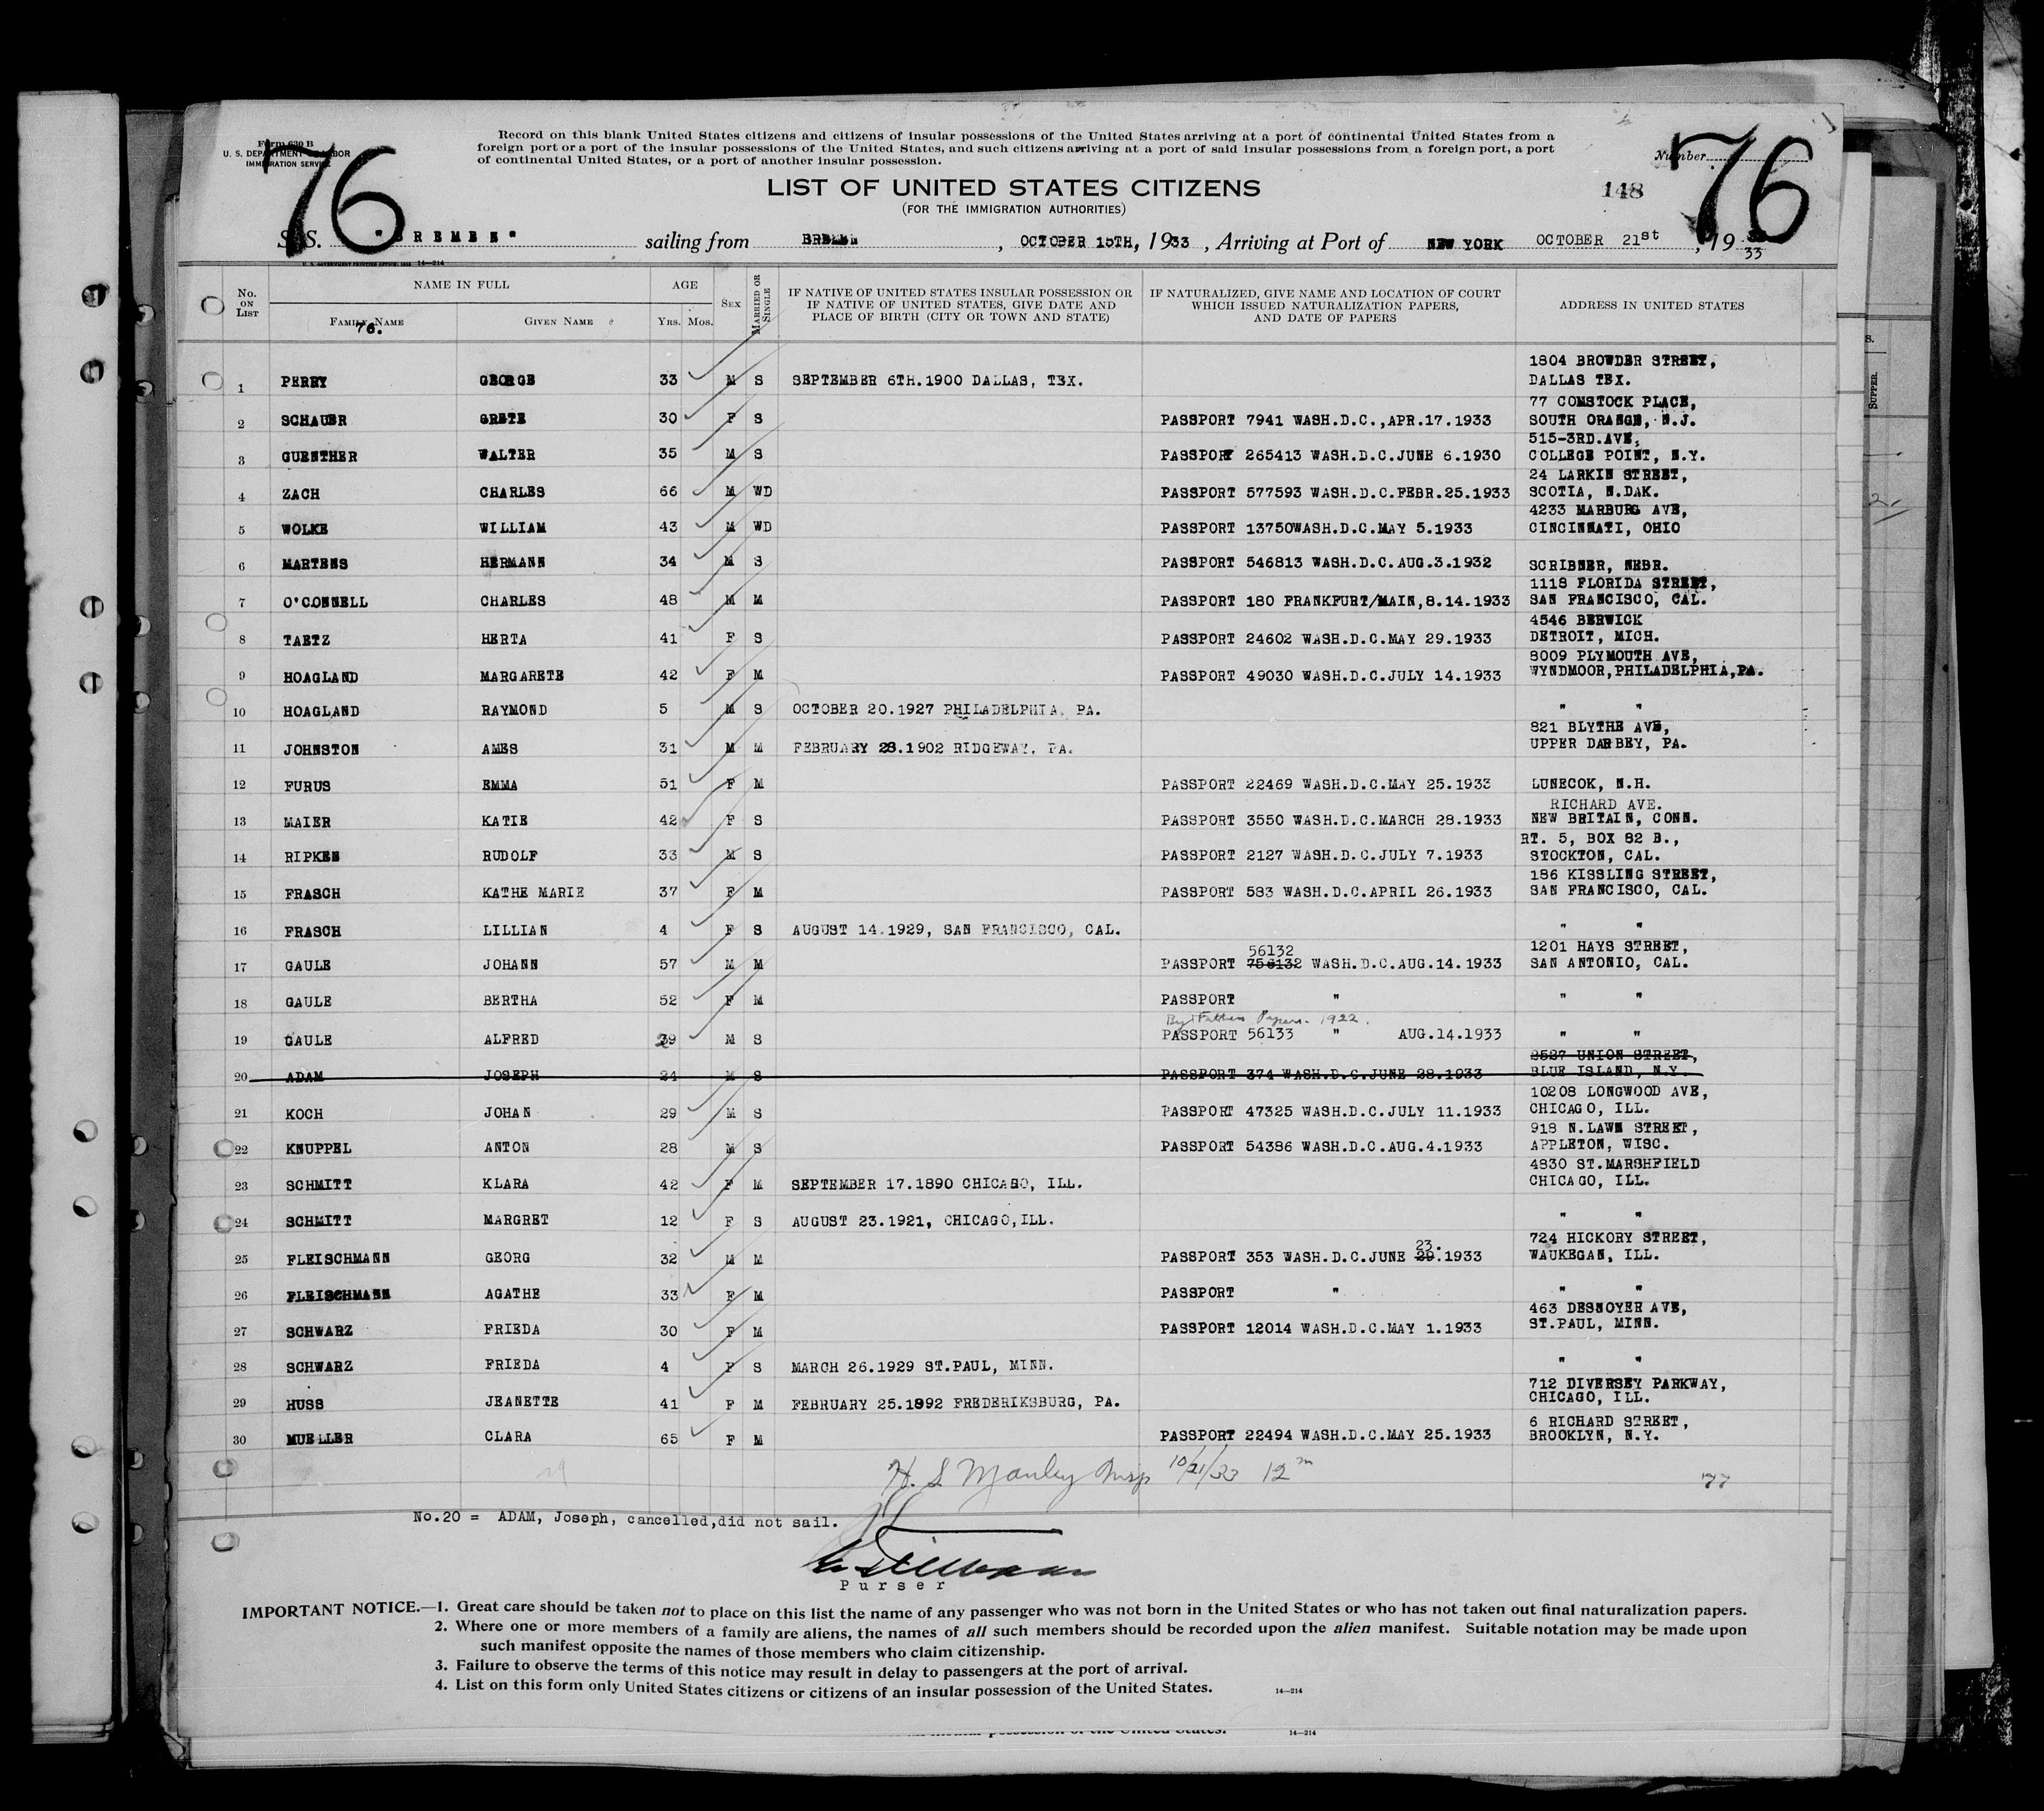 Form 630 B
U. S. DEPARTMENT OF LABOR
IMMIGRATION SERVICE
76
Record on this blank United States citizens and citizens of insular possessions of the United States arriving at a port of continental United States from a
foreign port or a port of the insular possessions of the United States, and such citizens arriving at a port of said insular possessions from a foreign port, a port
of continental United States, or a port of another insular possession.
Number
76
LIST OF UNITED STATES CITIZENS
(FOR THE IMMIGRATION AUTHORITIES)
148
S. S. "BREMEN" sailing from BREMEN, OCTOBER 15TH, 1933, Arriving at Port of NEW YORK OCTOBER 21st, 19 33
U. S. GOVERNMENT PRINTING OFFICE 14—214
No. ON LIST NAME IN FULL AGE SEX MARRIED OR SINGLE IF NATIVE OF UNITED STATES INSULAR POSSESSION OR IF NATIVE OF UNITED STATES, GIVE DATE AND PLACE OF BIRTH (CITY OR TOWN AND STATE) IF NATURALIZED, GIVE NAME AND LOCATION OF COURT WHICH ISSUED NATURALIZATION PAPERS, AND DATE OF PAPERS ADDRESS IN UNITED STATES
FAMILY NAME GIVEN NAME YRS. MOS.
76.
1804 BROWDER STREET,
1 PERRY GEORGE 33 M S SEPTEMBER 6TH.1900 DALLAS, TEX. DALLAS TEX.
77 COMSTOCK PLACE,
2 SCHAUER GRETE 30 F S PASSPORT 7941 WASH.D.C.,APR.17.1933 SOUTH ORANGE, N.J.
515-3RD.AVE,
3 GUENTHER WALTER 35 M S PASSPORT 265413 WASH.D.C.JUNE 6.1930 COLLEGE POINT, N.Y.
24 LARKIN STREET,
4 ZACH CHARLES 66 M WD PASSPORT 577593 WASH.D.C.FEBR.25.1933 SCOTIA, N.DAK.
4233 MARBURG AVE,
5 WOLKE WILLIAM 43 M WD PASSPORT 13750WASH.D.C.MAY 5.1933 CINCINNATI, OHIO
6 MARTENS HERMANN 34 M S PASSPORT 546813 WASH.D.C.AUG.3.1932 SCRIBNER, NEBR.
1118 FLORIDA STREET,
7 O'CONNELL CHARLES 48 M M PASSPORT 180 FRANKFURT/MAIN,8.14.1933 SAN FRANCISCO, CAL.
4546 BERWICK
8 TAETZ HERTA 41 F S PASSPORT 24602 WASH.D.C.MAY 29.1933 DETROIT, MICH.
8009 PLYMOUTH AVE,
9 HOAGLAND MARGARETE 42 F M PASSPORT 49030 WASH.D.C.JULY 14.1933 WYNDMOOR,PHILADELPHIA,PA.
10 HOAGLAND RAYMOND 5 M S OCTOBER 20.1927 PHILADELPHIA, PA. " "
821 BLYTHE AVE,
11 JOHNSTON AMES 31 M M FEBRUARY 28.1902 RIDGEWAY, PA. UPPER DARBEY, PA.
12 FURUS EMMA 51 F M PASSPORT 22469 WASH.D.C.MAY 25.1933 LUNECOK, N.H.
RICHARD AVE.
13 MAIER KATIE 42 F S PASSPORT 3550 WASH.D.C.MARCH 28.1933 NEW BRITAIN, CONN.
RT. 5, BOX 82 B.,
14 RIPKEN RUDOLF 33 M S PASSPORT 2127 WASH.D.C.JULY 7.1933 STOCKTON, CAL.
186 KISSLING STREET,
15 FRASCH KATHE MARIE 37 F M PASSPORT 583 WASH.D.C.APRIL 26.1933 SAN FRANCISCO, CAL.
16 FRASCH LILLIAN 4 F S AUGUST 14.1929, SAN FRANCISCO, CAL. " "
56132 1201 HAYS STREET,
17 GAULE JOHANN 57 M M PASSPORT 756132 WASH.D.C.AUG.14.1933 SAN ANTONIO, CAL.
18 GAULE BERTHA 52 F M PASSPORT " " "
By Fathers Papers. 1922.
19 GAULE ALFRED 29 M S PASSPORT 56133 " AUG.14.1933 " "
2527 UNION STREET,
20 ADAM JOSEPH 24 M S PASSPORT 374 WASH.D.C.JUNE 28.1933 BLUE ISLAND, N.Y.
10208 LONGWOOD AVE,
21 KOCH JOHAN 29 M S PASSPORT 47325 WASH.D.C.JULY 11.1933 CHICAGO, ILL.
918 N.LAWN STREET,
22 KNUPPEL ANTON 28 M S PASSPORT 54386 WASH.D.C.AUG.4.1933 APPLETON, WISC.
4830 ST.MARSHFIELD
23 SCHMITT KLARA 42 F M SEPTEMBER 17.1890 CHICAGO, ILL. CHICAGO, ILL.
24 SCHMITT MARGRET 12 F S AUGUST 23.1921, CHICAGO,ILL. " "
23. 724 HICKORY STREET,
25 FLEISCHMANN GEORG 32 M M PASSPORT 353 WASH.D.C.JUNE 29.1933 WAUKEGAN, ILL.
26 FLEISCHMANN AGATHE 33 F M PASSPORT " " "
463 DESNOYER AVE,
27 SCHWARZ FRIEDA 30 F M PASSPORT 12014 WASH.D.C.MAY 1.1933 ST.PAUL, MINN.
28 SCHWARZ FRIEDA 4 F S MARCH 26.1929 ST.PAUL, MINN. " "
712 DIVERSEY PARKWAY,
29 HUSS JEANETTE 41 F M FEBRUARY 25.1892 FREDERIKSBURG, PA. CHICAGO, ILL.
6 RICHARD STREET,
30 MUELLER CLARA 65 F M PASSPORT 22494 WASH.D.C.MAY 25.1933 BROOKLYN, N.Y.
H. S Manley Insp 10/21/33 12m
77
No.20 = ADAM, Joseph, cancelled,did not sail.
Purser
IMPORTANT NOTICE.—1. Great care should be taken not to place on this list the name of any passenger who was not born in the United States or who has not taken out final naturalization papers.
2. Where one or more members of a family are aliens, the names of all such members should be recorded upon the alien manifest. Suitable notation may be made upon
such manifest opposite the names of those members who claim citizenship.
3. Failure to observe the terms of this notice may result in delay to passengers at the port of arrival.
4. List on this form only United States citizens or citizens of an insular possession of the United States.
14—214
insular possession of the United States.
14—214
SUPPER.